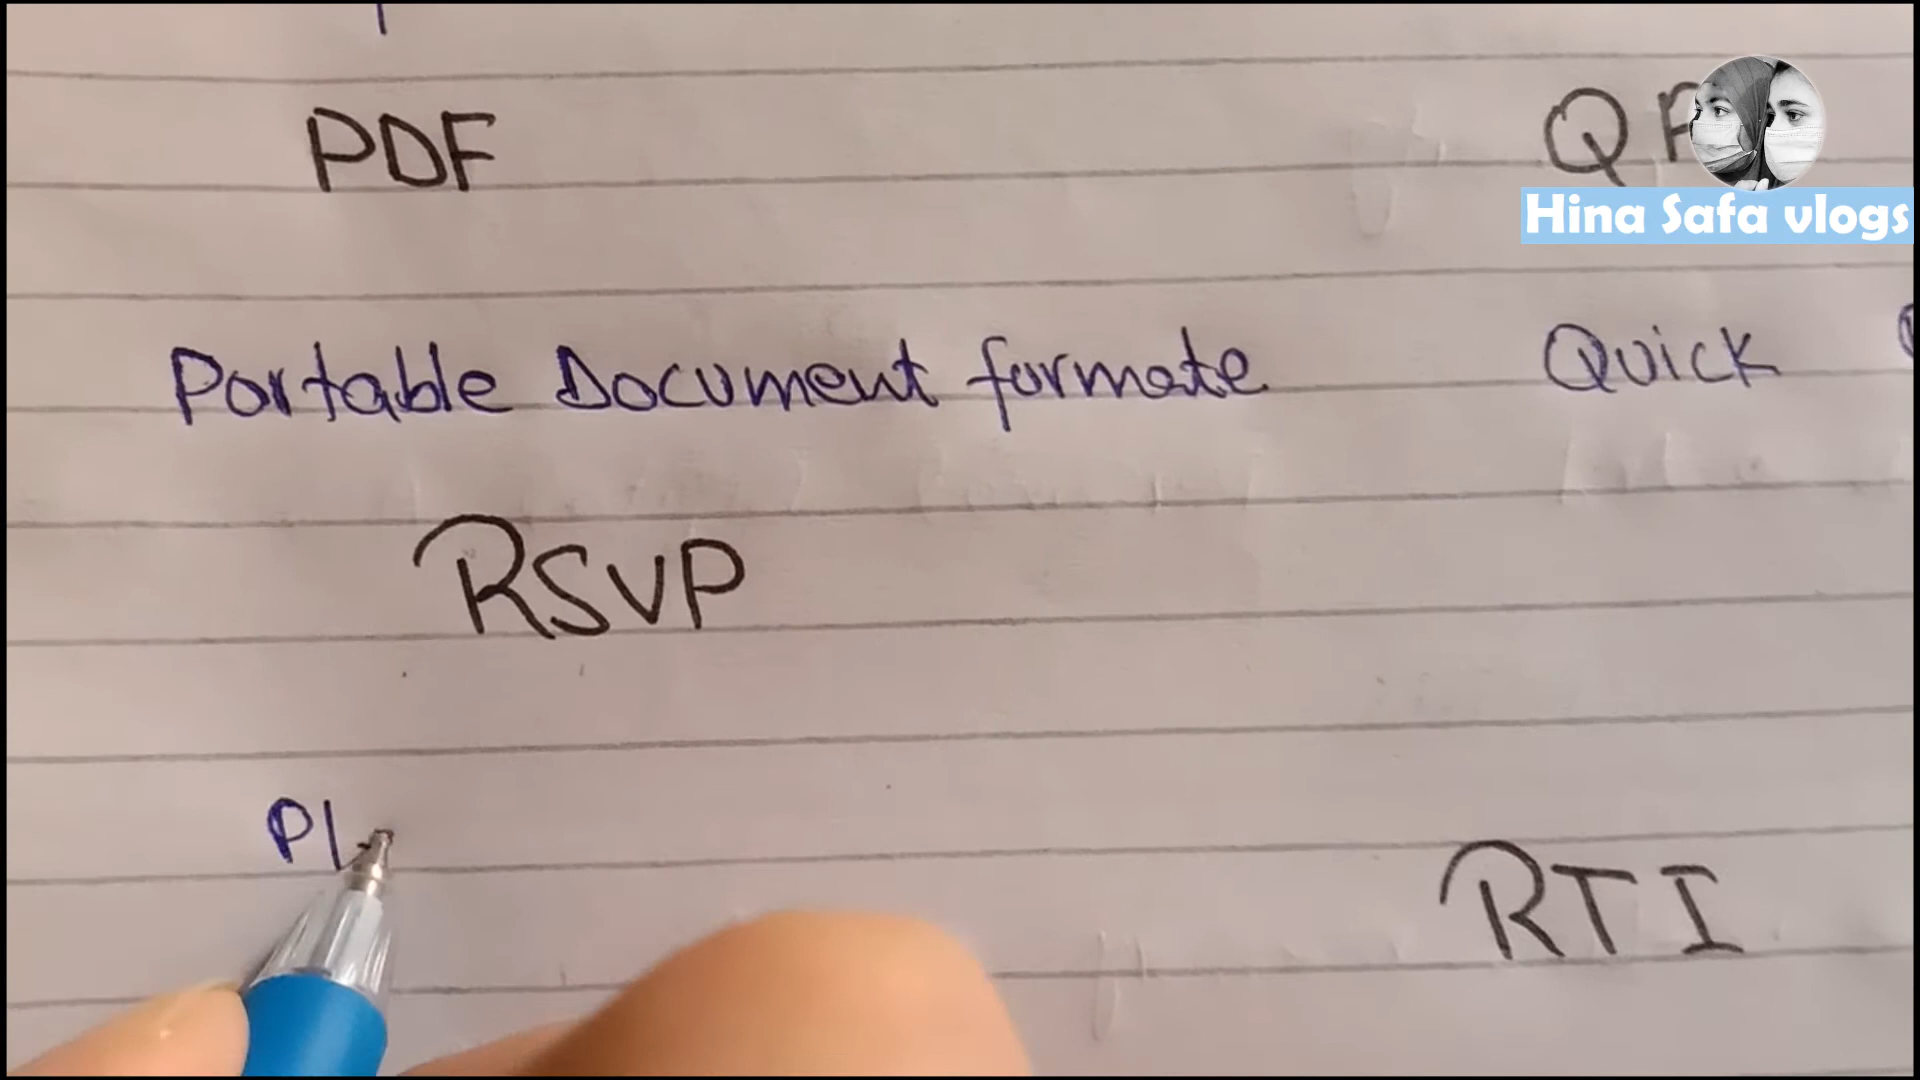 PDF
Q
Hina Safa vlogs
Portable Document formate
Quick
RSVP
Pl
RTI